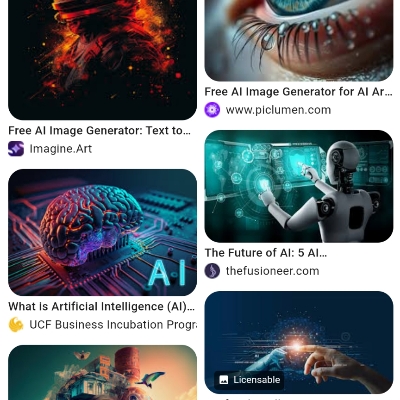 Free AI Image Generator: Text to...
Imagine.Art
AI
What is Artificial Intelligence (AI)...
UCF Business Incubation Progra
Free AI Image Generator for AI Ar...
www.piclumen.com
The Future of AI: 5 AI...
thefusioneer.com
Licensable